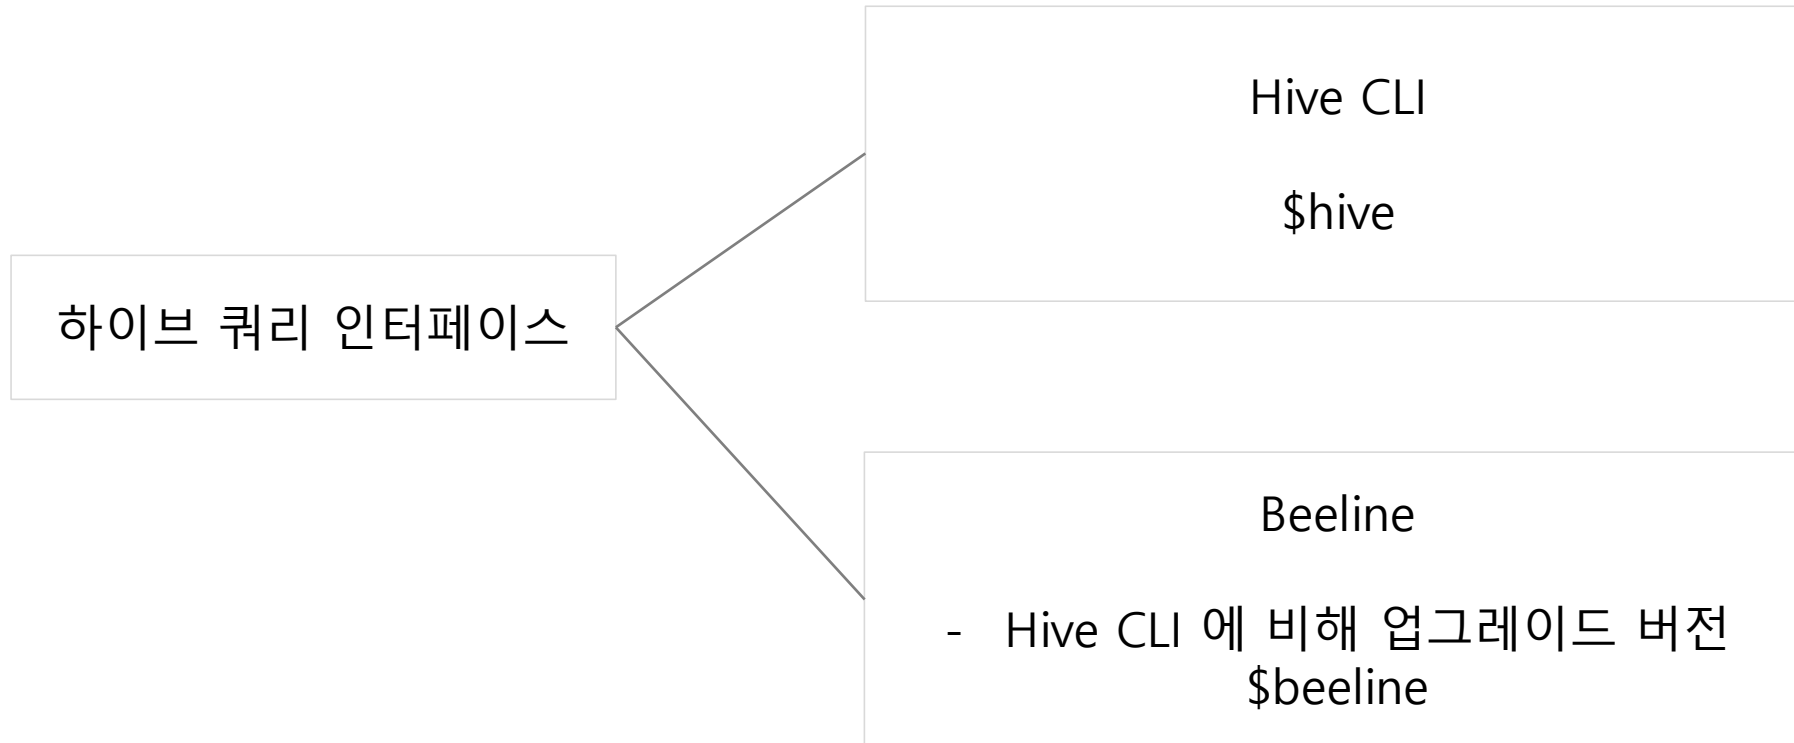 하이브 쿼리 인터페이스
Hive CLI
$hive
Beeline
- Hive CLI 에 비해 업그레이드 버전
$beeline